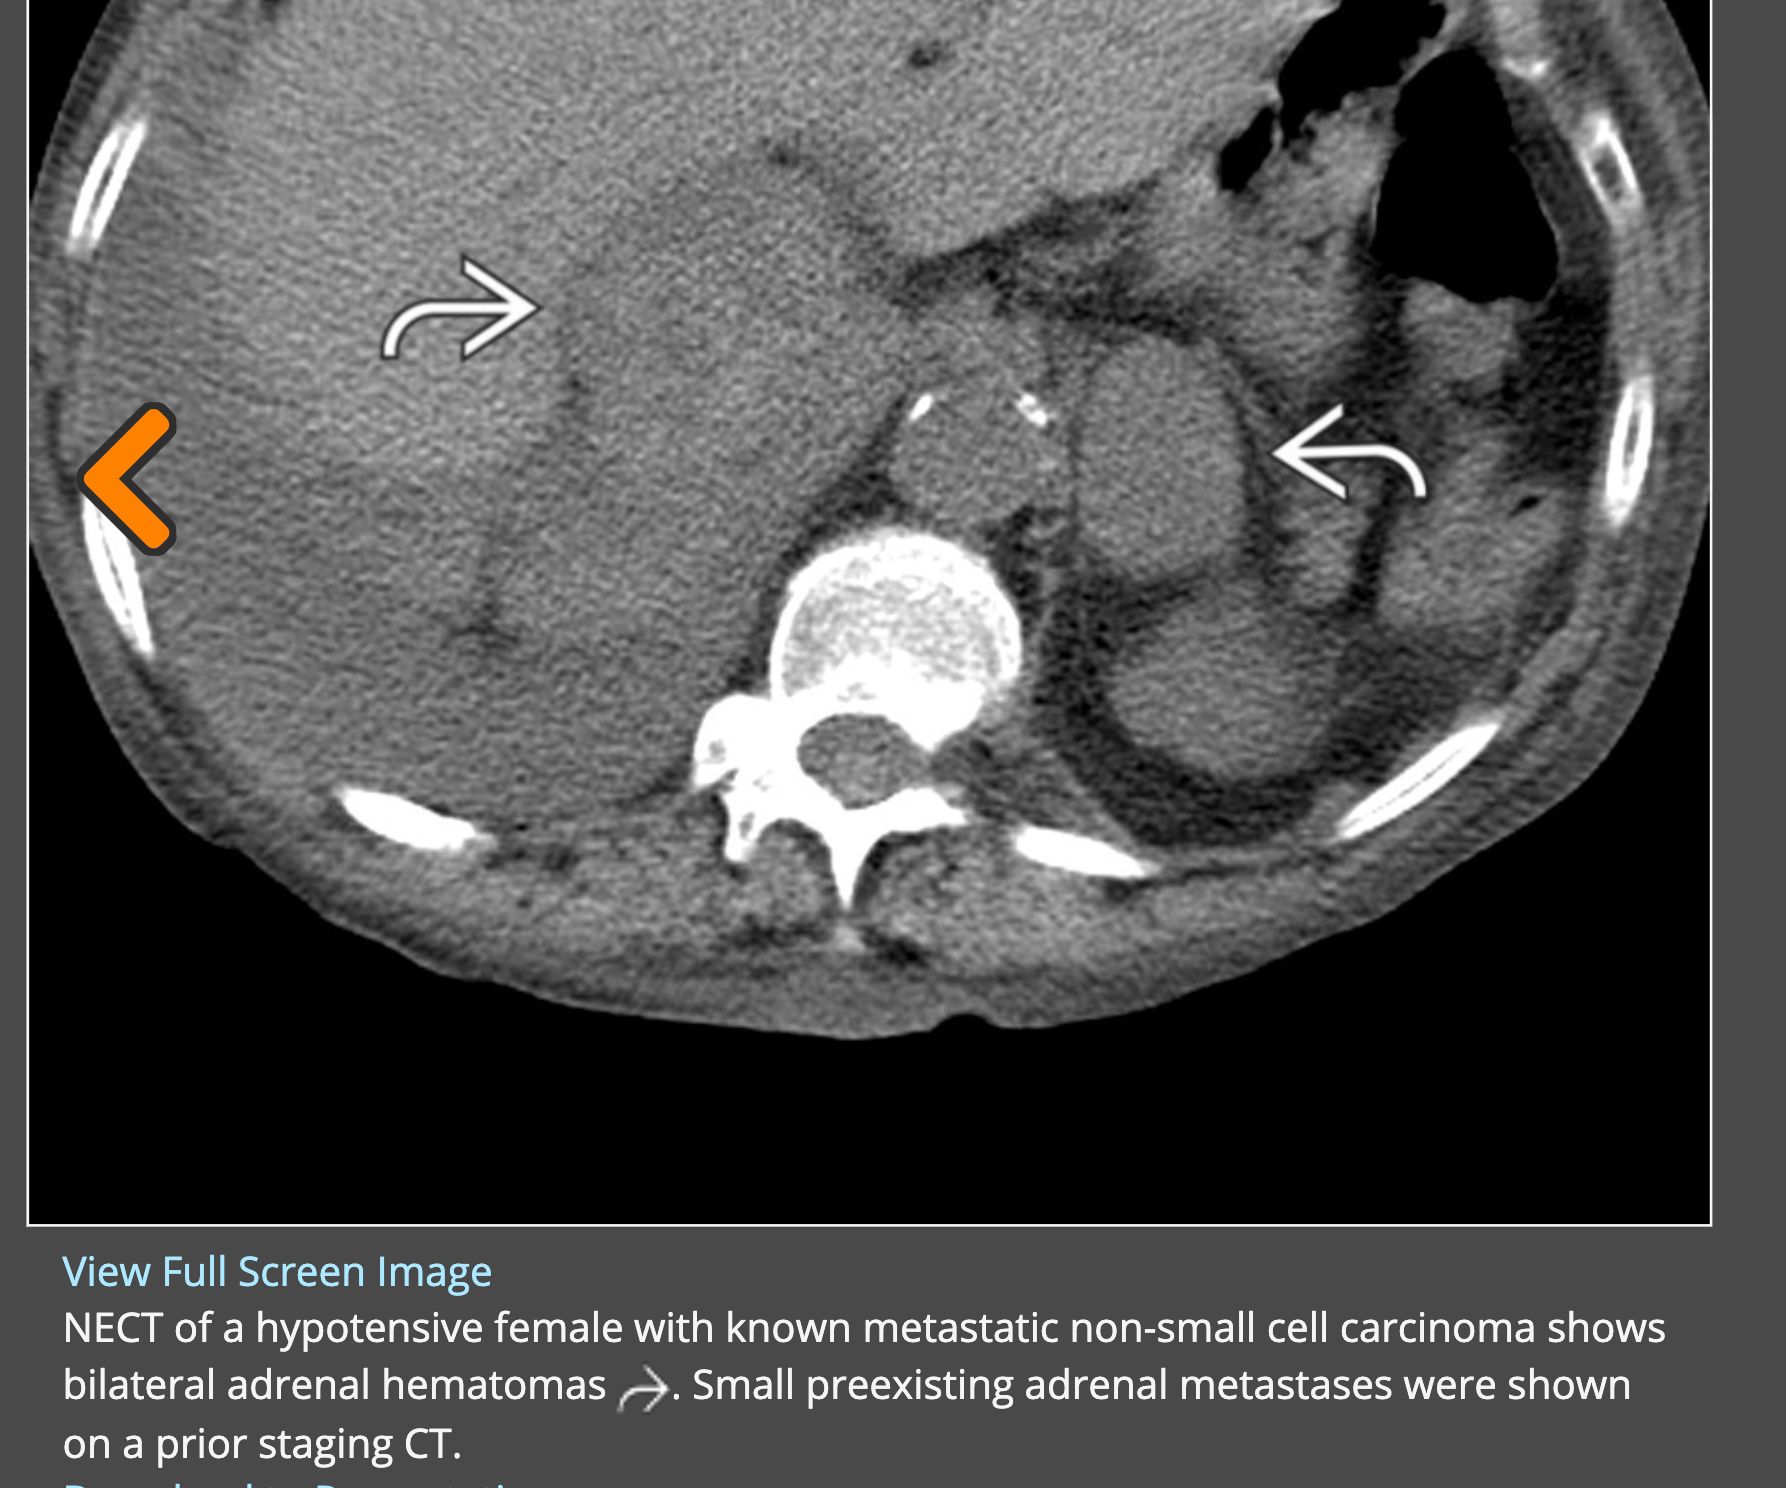 View Full Screen Image
NECT of a hypotensive female with known metastatic non-small cell carcinoma shows
bilateral adrenal hematomas . Small preexisting adrenal metastases were shown
on a prior staging CT.